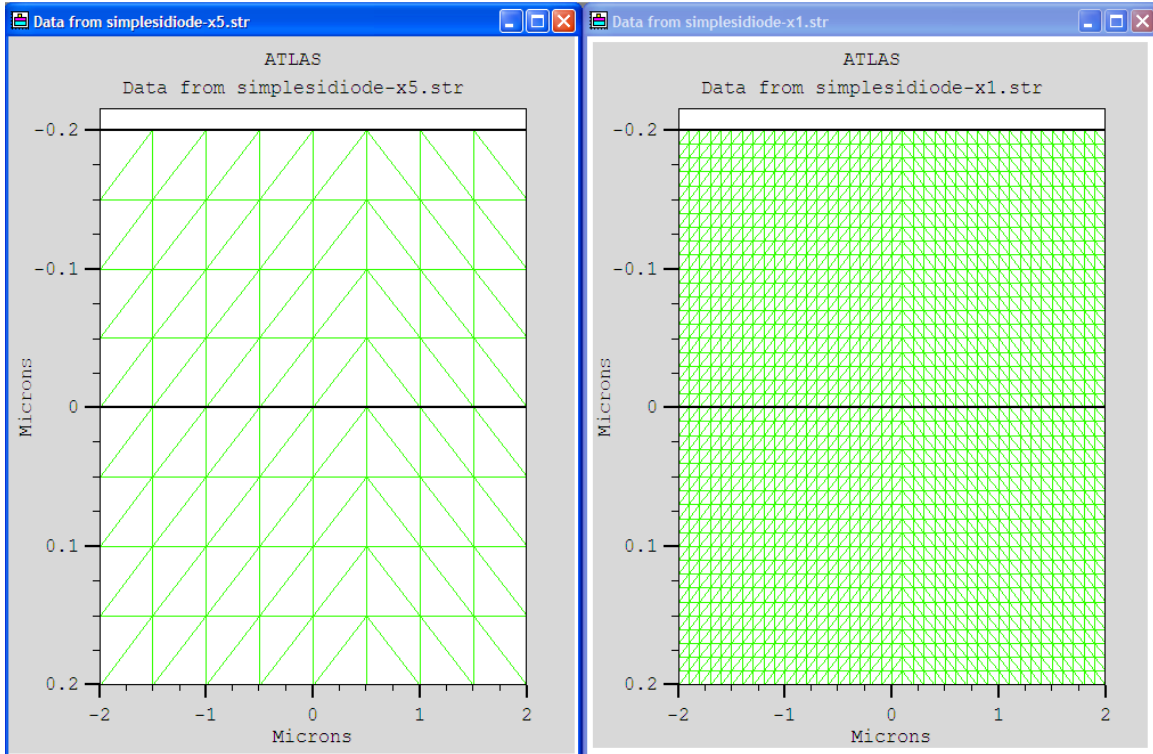 Data from simplesidiode-x5.str
ATLAS
Data from simplesidiode-x5.str
-0.2
-0.1
0
0.1
0.2
Microns
-2 -1 0 1 2
Microns
Data from simplesidiode-x1.str
ATLAS
Data from simplesidiode-x1.str
-0.2
-0.1
0
0.1
0.2
Microns
-2 -1 0 1 2
Microns